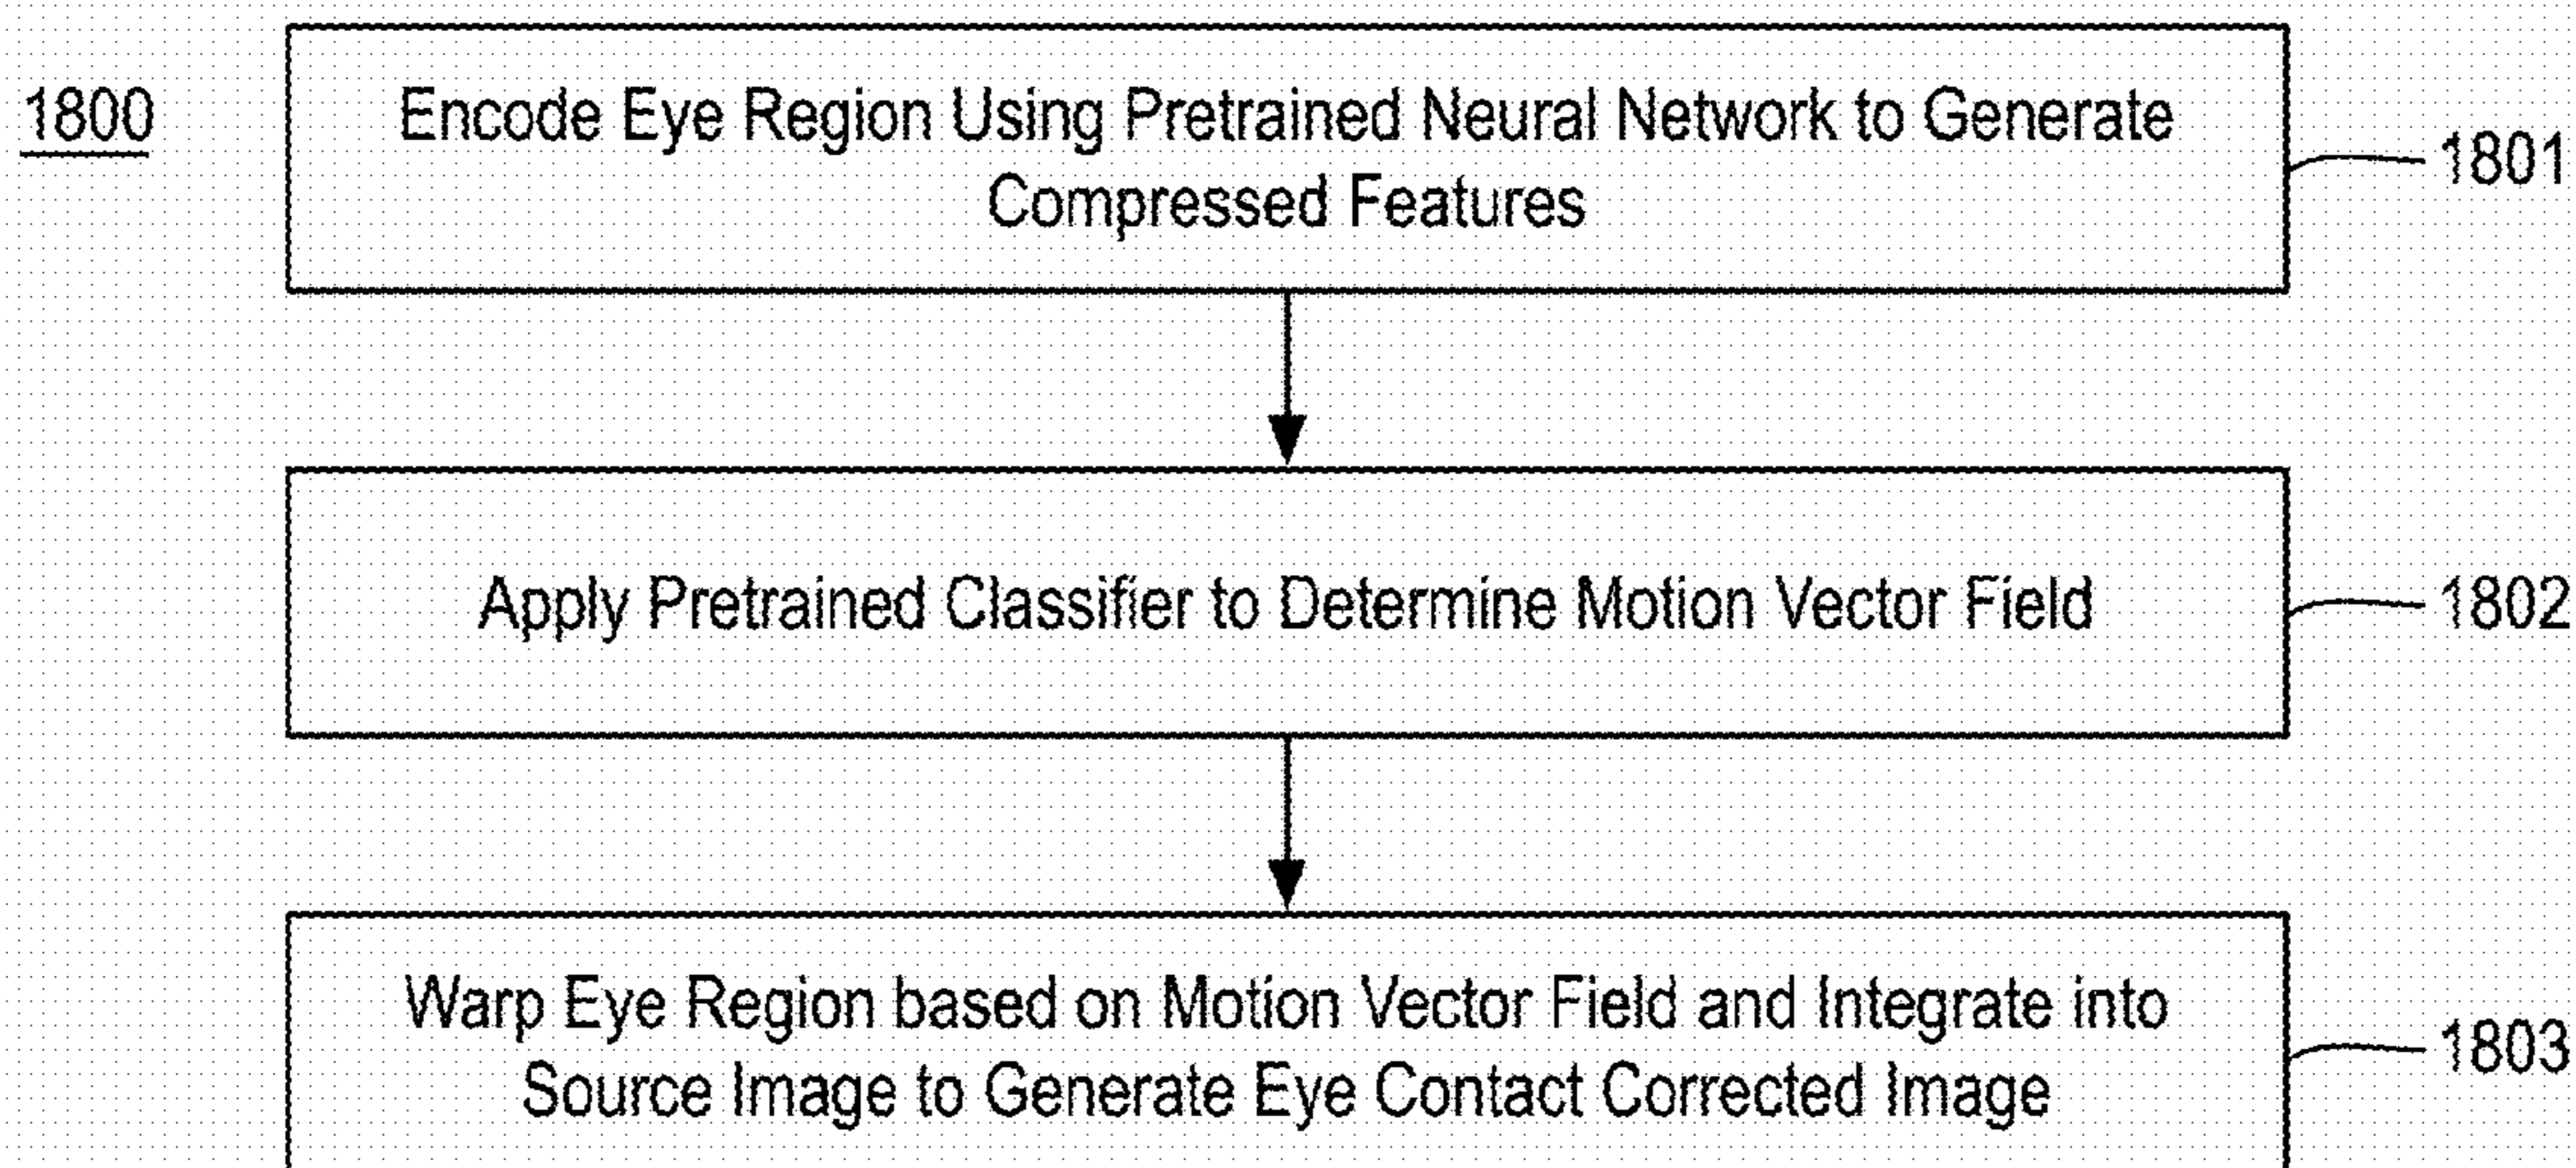 1800
Encode Eye Region Using Pretrained Neural Network to Generate
Compressed Features
1801
Apply Pretrained Classifier to Determine Motion Vector Field
1802
Warp Eye Region based on Motion Vector Field and Integrate into
Source Image to Generate Eye Contact Corrected Image
1803